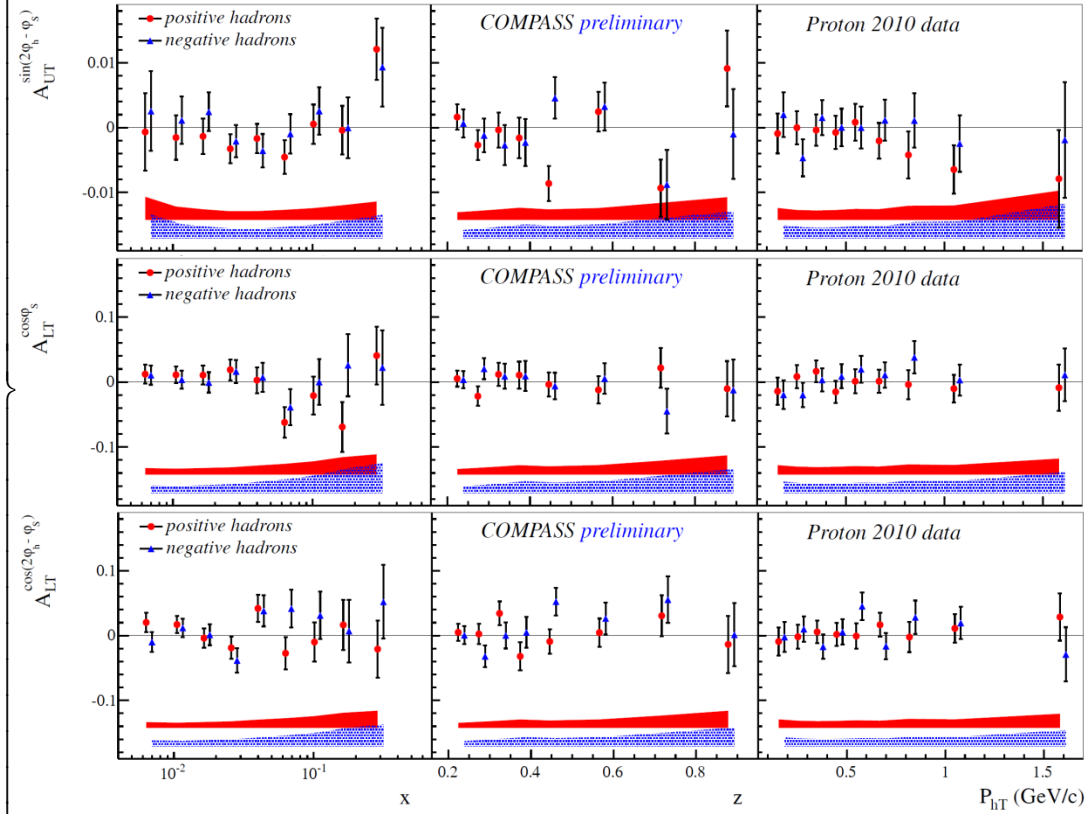 positive hadrons
negative hadrons
COMPASS preliminary
Proton 2010 data
A_UT^sin(2φ_h - φ_S)
0.01
0
-0.01
positive hadrons
negative hadrons
COMPASS preliminary
Proton 2010 data
A_LT^cosφ_S
0.1
0
-0.1
positive hadrons
negative hadrons
COMPASS preliminary
Proton 2010 data
A_LT^cos(2φ_h - φ_S)
0.1
0
-0.1
10^-2 10^-1 0.2 0.4 0.6 0.8 0.5 1 1.5
x z P_hT (GeV/c)